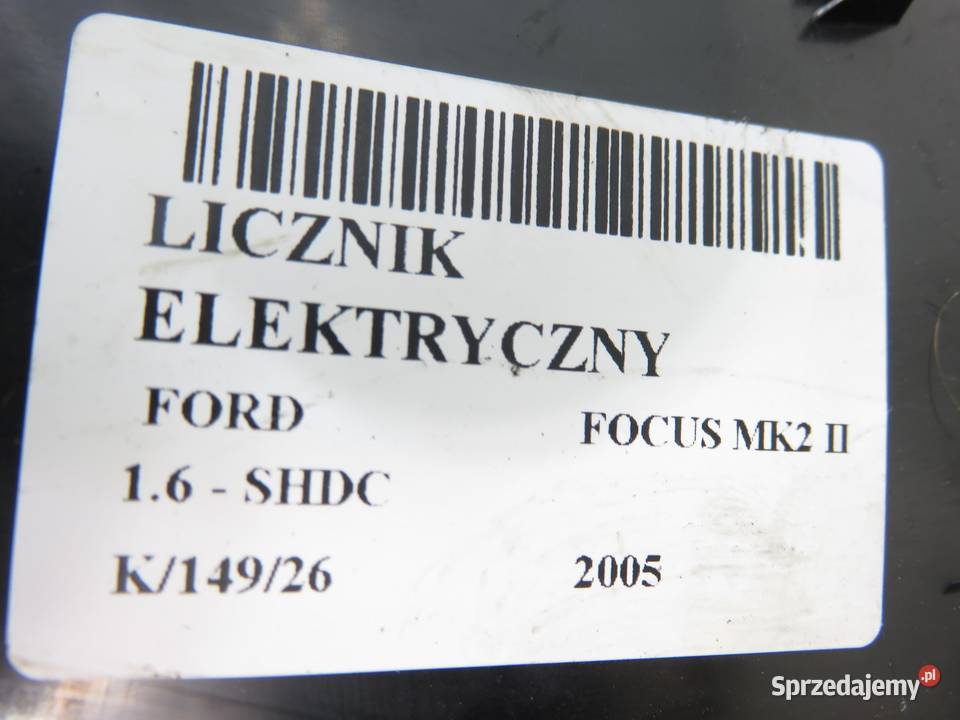 LICZNIK
ELEKTRYCZNY
FORD FOCUS MK2 II
1.6 - SHDC
K/149/26 2005
Sprzedajemy.pl